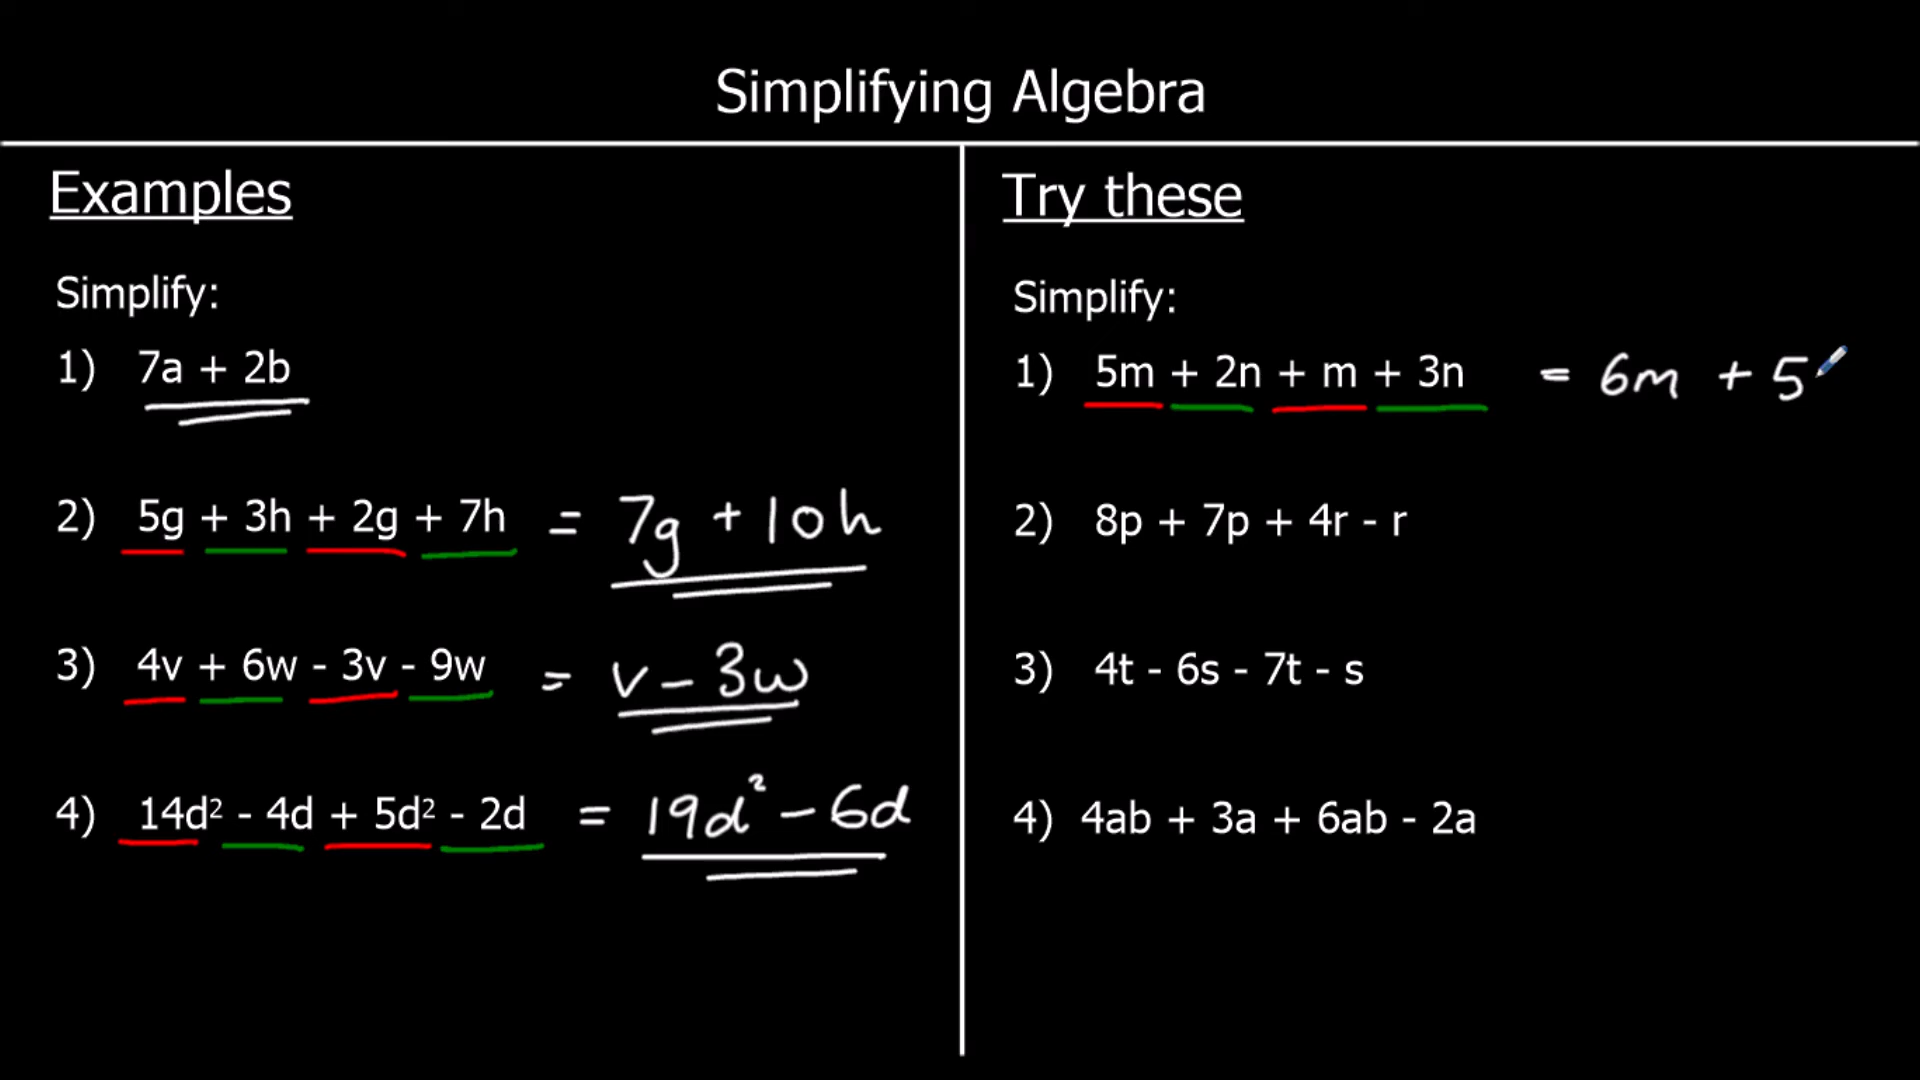 Simplifying Algebra
Examples
Simplify:
1) 7a + 2b
2) 5g + 3h + 2g + 7h = 7g + 10h
3) 4v + 6w - 3v - 9w = v - 3w
4) 14d² - 4d + 5d² - 2d = 19d² - 6d
Try these
Simplify:
1) 5m + 2n + m + 3n = 6m + 5
2) 8p + 7p + 4r - r
3) 4t - 6s - 7t - s
4) 4ab + 3a + 6ab - 2a